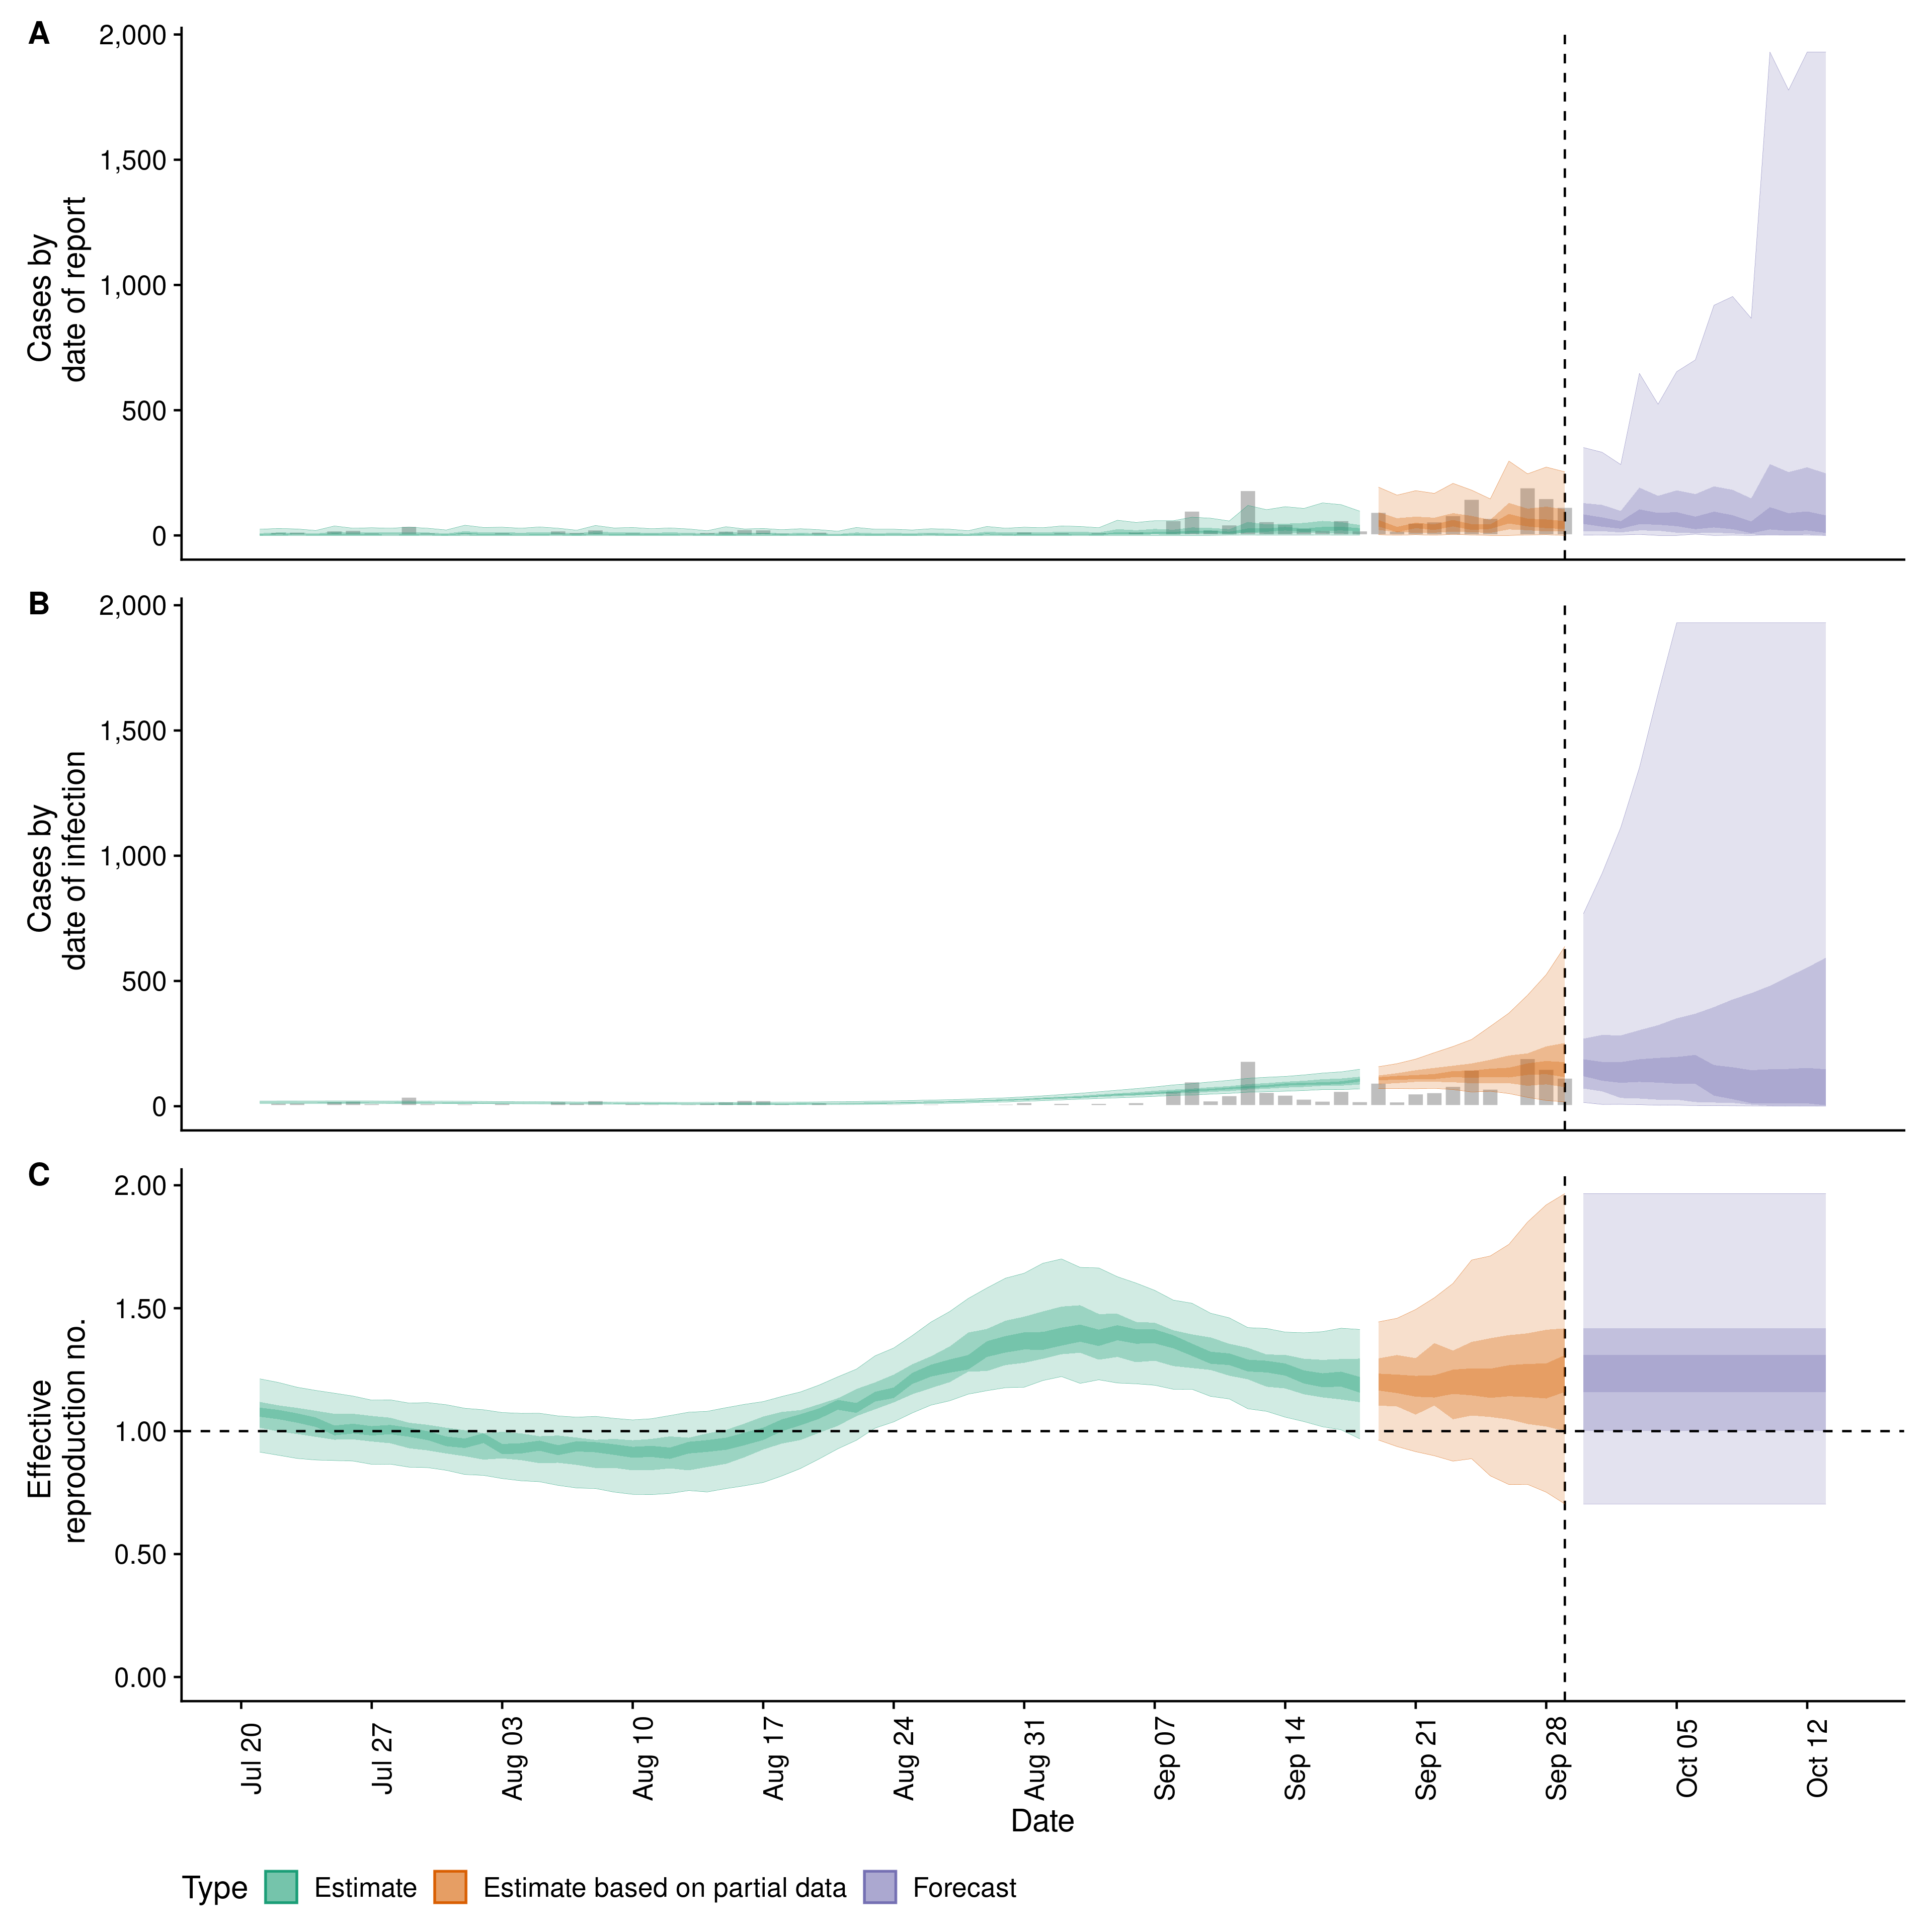 A
2,000
1,500
1,000
500
0
Cases by
date of report
B
2,000
1,500
1,000
500
0
Cases by
date of infection
C
2.00
1.50
1.00
0.50
0.00
Effective
reproduction no.
Jul 20
Jul 27
Aug 03
Aug 10
Aug 17
Aug 24
Aug 31
Sep 07
Sep 14
Sep 21
Sep 28
Oct 05
Oct 12
Date
Type Estimate Estimate based on partial data Forecast